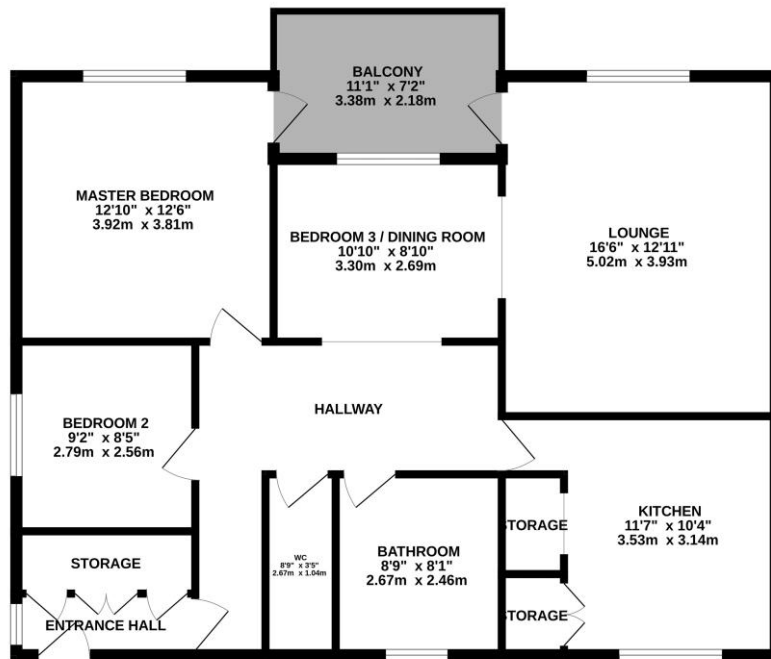 BALCONY
11'1" x 7'2"
3.38m x 2.18m
MASTER BEDROOM
12'10" x 12'6"
3.92m x 3.81m
BEDROOM 3 / DINING ROOM
10'10" x 8'10"
3.30m x 2.69m
LOUNGE
16'6" x 12'11"
5.02m x 3.93m
HALLWAY
BEDROOM 2
9'2" x 8'5"
2.79m x 2.56m
STORAGE
ENTRANCE HALL
WC
8'9" x 3'5"
2.67m x 1.04m
BATHROOM
8'9" x 8'1"
2.67m x 2.46m
STORAGE
KITCHEN
11'7" x 10'4"
3.53m x 3.14m
STORAGE